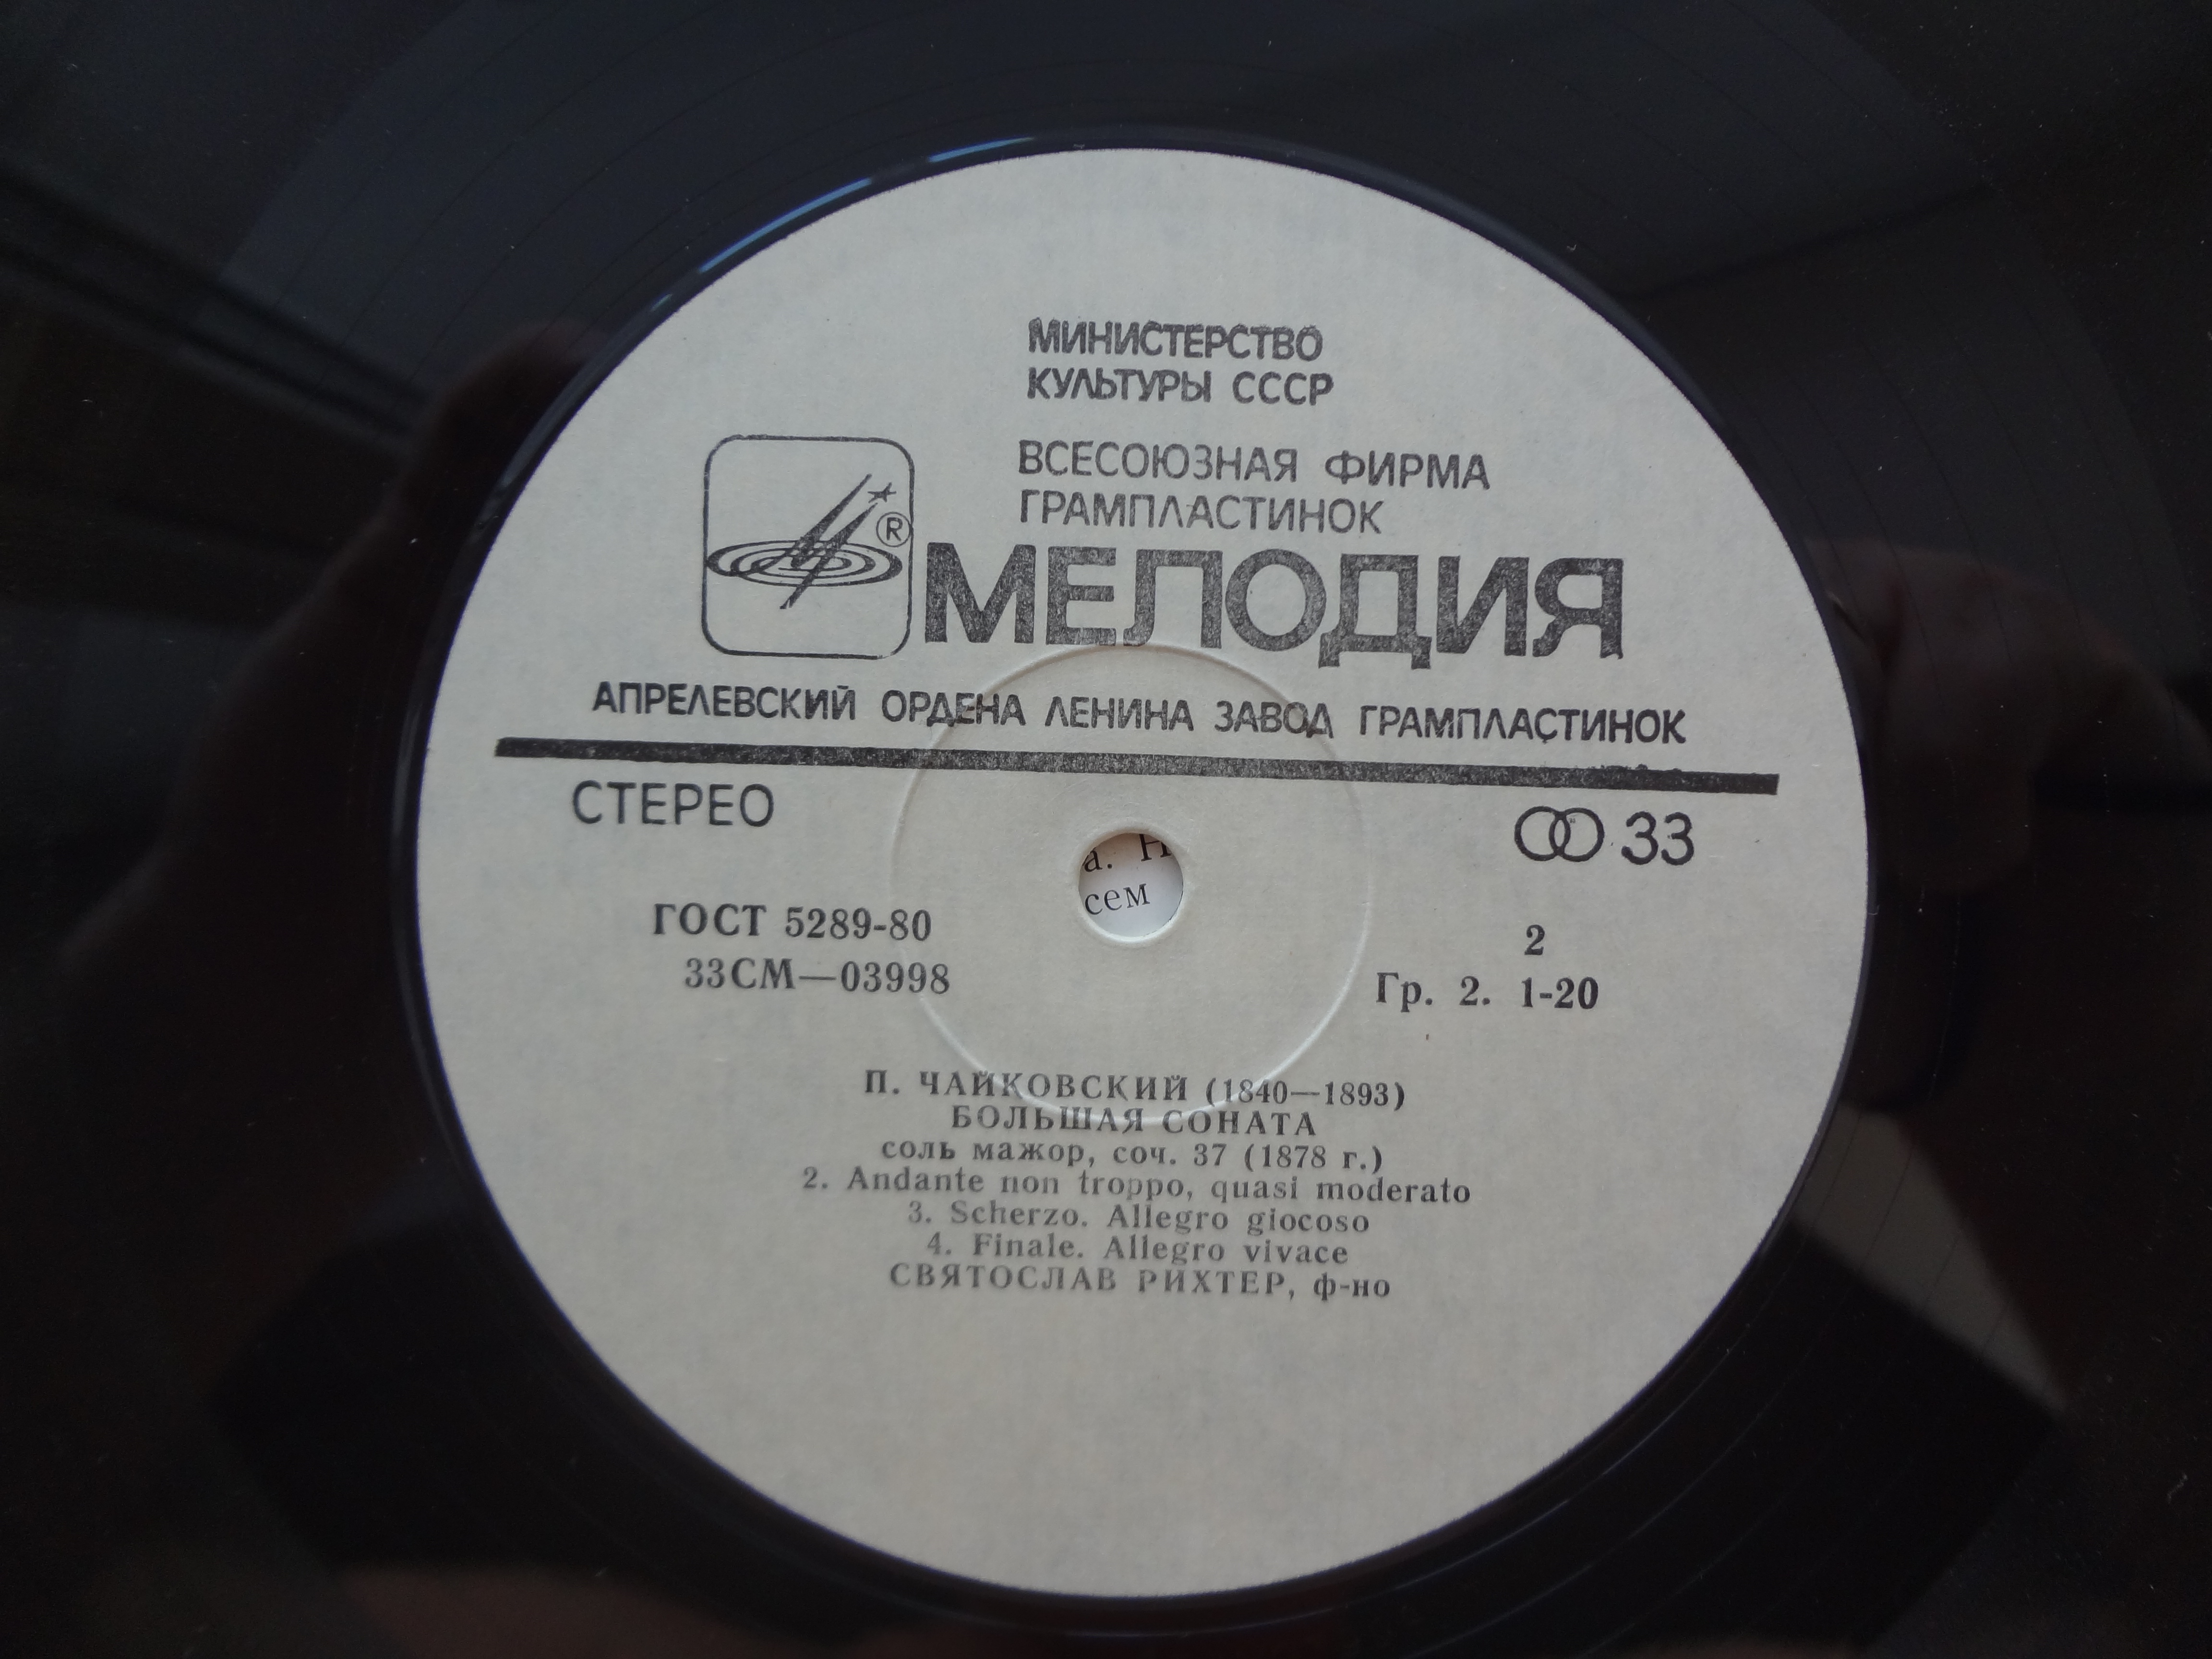 МИНИСТЕРСТВО
КУЛЬТУРЫ СССР
ВСЕСОЮЗНАЯ ФИРМА
ГРАМПЛАСТИНОК
®
МЕЛОДИЯ
АПРЕЛЕВСКИЙ ОРДЕНА ЛЕНИНА ЗАВОД ГРАМПЛАСТИНОК
СТЕРЕО
33
а. Н
сем
ГОСТ 5289-80
33СМ—03998
2
Гр. 2. 1-20
П. ЧАЙКОВСКИЙ (1840—1893)
БОЛЬШАЯ СОНАТА
соль мажор, соч. 37 (1878 г.)
2. Andante non troppo, quasi moderato
3. Scherzo. Allegro giocoso
4. Finale. Allegro vivace
СВЯТОСЛАВ РИХТЕР, ф-но